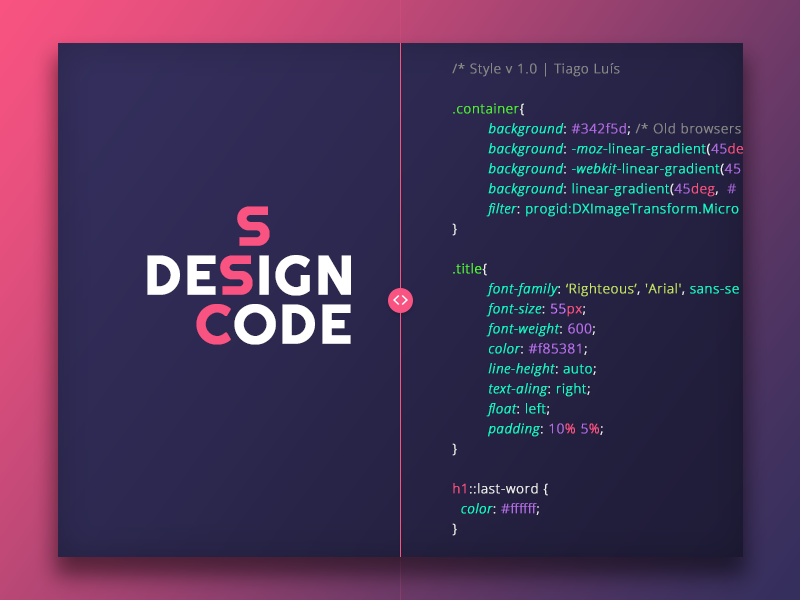 S
DESIGN
CODE
/* Style v 1.0 | Tiago Luís
.container{
background: #342f5d; /* Old browsers
background: -moz-linear-gradient(45de
background: -webkit-linear-gradient(45
background: linear-gradient(45deg, #
filter: progid:DXImageTransform.Micro
}
.title{
font-family: ‘Righteous’, 'Arial', sans-se
font-size: 55px;
font-weight: 600;
color: #f85381;
line-height: auto;
text-aling: right;
float: left;
padding: 10% 5%;
}
h1::last-word {
color: #ffffff;
}